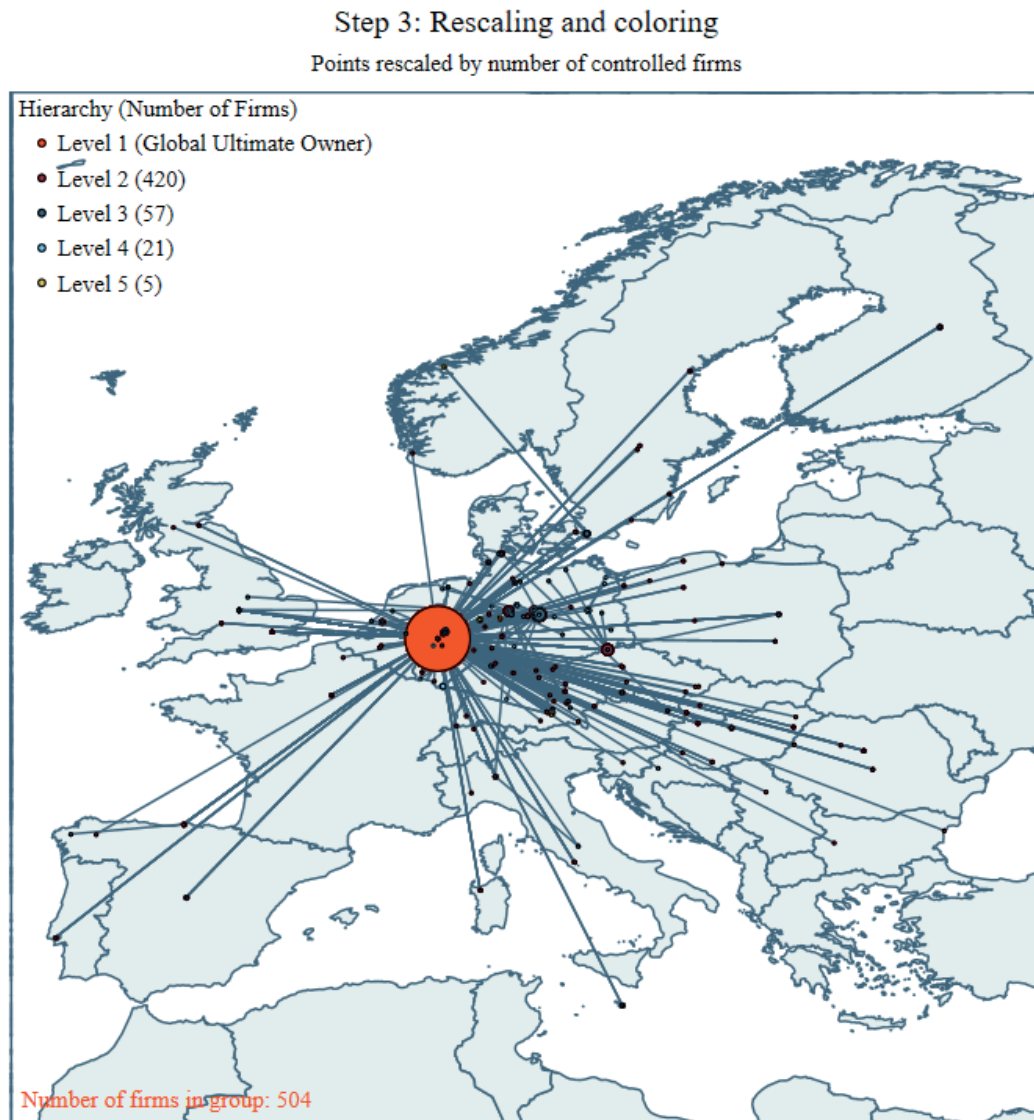 Step 3: Rescaling and coloring
Points rescaled by number of controlled firms
Hierarchy (Number of Firms)
Level 1 (Global Ultimate Owner)
Level 2 (420)
Level 3 (57)
Level 4 (21)
Level 5 (5)
Number of firms in group: 504